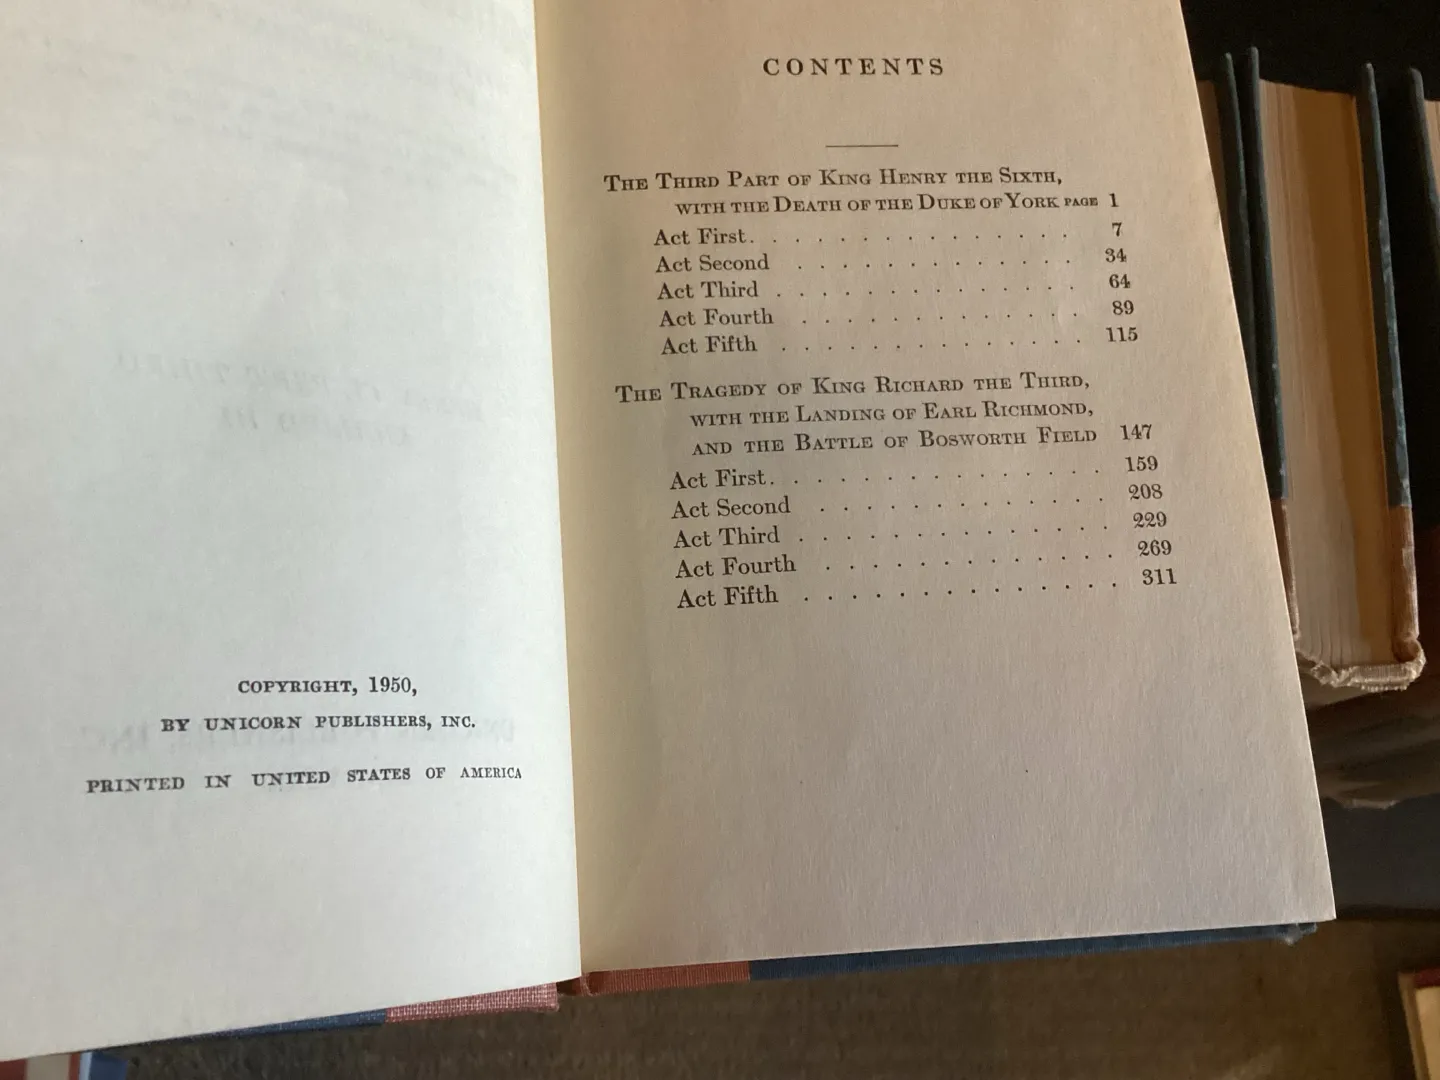 COPYRIGHT, 1950,
BY UNICORN PUBLISHERS, INC.
PRINTED IN UNITED STATES OF AMERICA
CONTENTS
THE THIRD PART OF KING HENRY THE SIXTH,
WITH THE DEATH OF THE DUKE OF YORK PAGE 1
Act First. . . . . . . . . . . . . . . 7
Act Second . . . . . . . . . . . . . 34
Act Third . . . . . . . . . . . . . . 64
Act Fourth . . . . . . . . . . . . . 89
Act Fifth . . . . . . . . . . . . . . 115
THE TRAGEDY OF KING RICHARD THE THIRD,
WITH THE LANDING OF EARL RICHMOND,
AND THE BATTLE OF BOSWORTH FIELD 147
Act First. . . . . . . . . . . . . . . 159
Act Second . . . . . . . . . . . . . 208
Act Third . . . . . . . . . . . . . . 229
Act Fourth . . . . . . . . . . . . . 269
Act Fifth . . . . . . . . . . . . . . 311